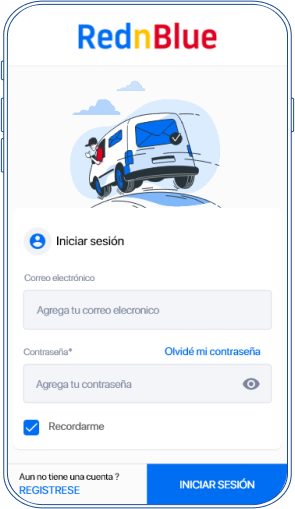 RednBlue
Iniciar sesión
Correo electrónico
Agrega tu correo elecronico
Contraseña* Olvidé mi contraseña
Agrega tu contraseña
Recordarme
Aun no tiene una cuenta ?
REGISTRESE
INICIAR SESIÓN